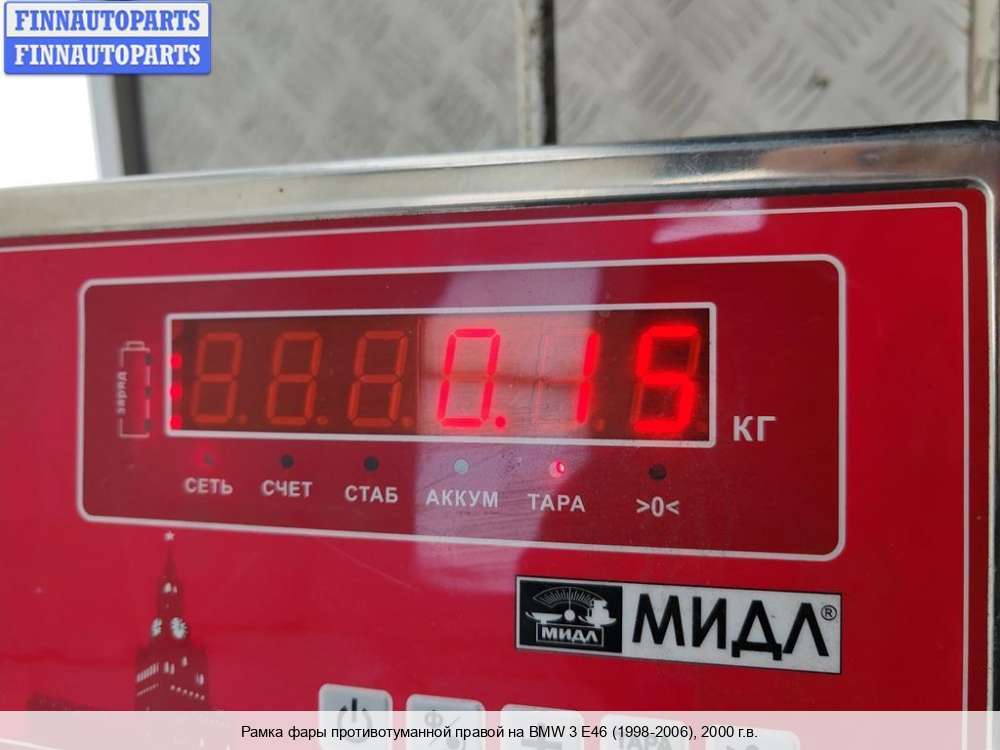 FINNAUTOPARTS
FINNAUTOPARTS
заряд
0.15
КГ
СЕТЬ СЧЕТ СТАБ АККУМ ТАРА >0<
МИДЛ МИДЛ®
ТАРА
Рамка фары противотуманной правой на BMW 3 E46 (1998-2006), 2000 г.в.